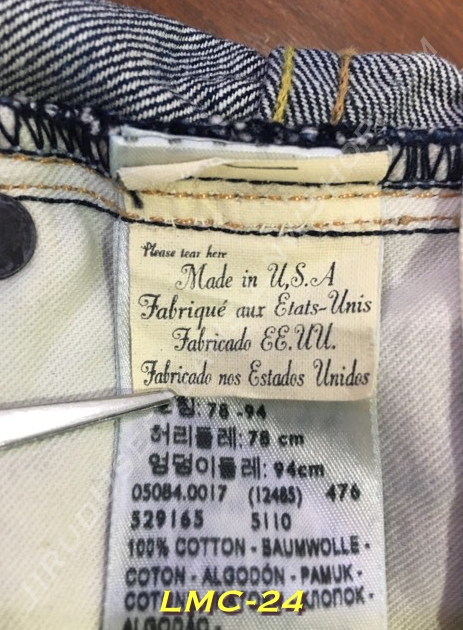 Please tear here
Made in U.S.A
Fabriqué aux Etats-Unis
Fabricado EE.UU.
Fabricado nos Estados Unidos
: 78-94
허리둘레: 78 cm
엉덩이둘레: 94cm
05084.0017 (12485) 476
529165 5110
100% COTTON - BAUMWOLLE -
COTON - ALGODÓN - PAMUK -
ХЛОПОК -
LMC-24